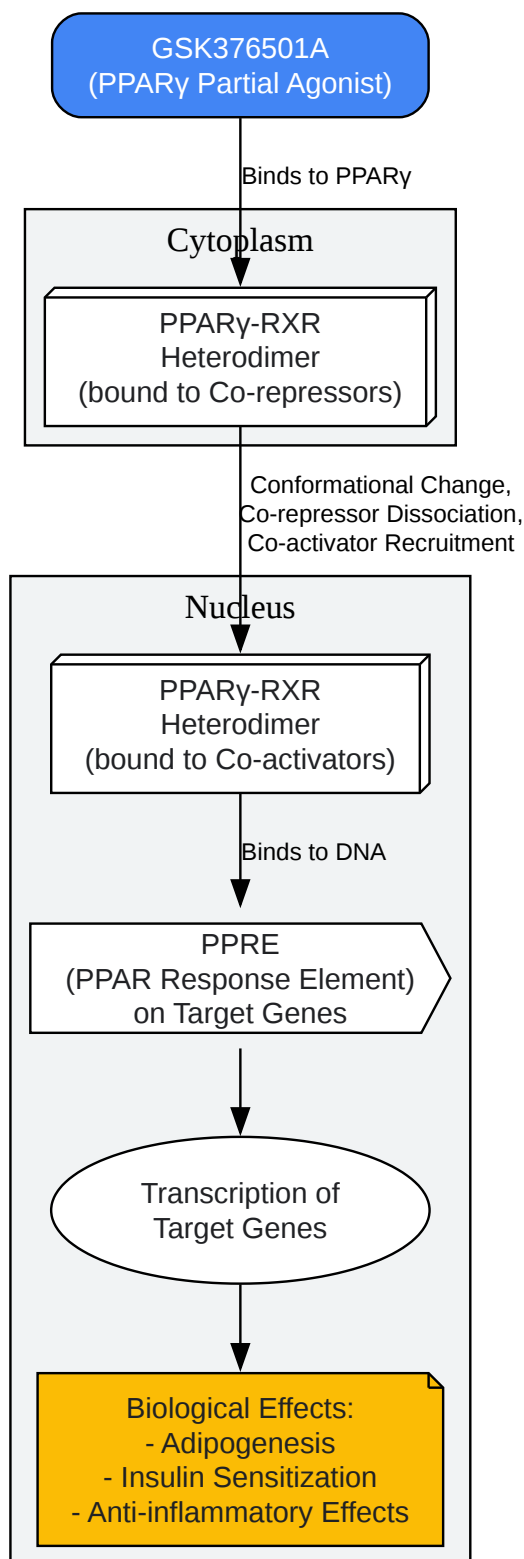 GSK376501A
(PPARγ Partial Agonist)
Binds to PPARγ
Cytoplasm
PPARγ-RXR
Heterodimer
(bound to Co-repressors)
Conformational Change,
Co-repressor Dissociation,
Co-activator Recruitment
Nucleus
PPARγ-RXR
Heterodimer
(bound to Co-activators)
Binds to DNA
PPRE
(PPAR Response Element)
on Target Genes
Transcription of
Target Genes
Biological Effects:
- Adipogenesis
- Insulin Sensitization
- Anti-inflammatory Effects